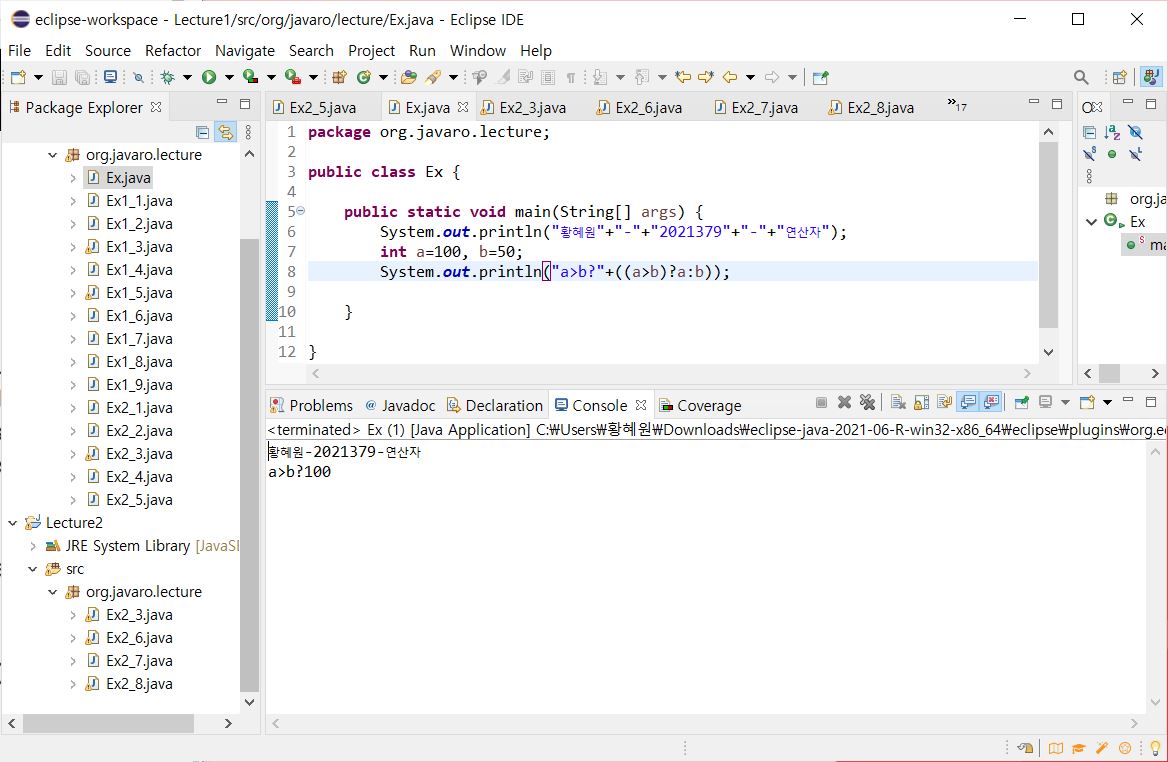 eclipse-workspace - Lecture1/src/org/javaro/lecture/Ex.java - Eclipse IDE
File Edit Source Refactor Navigate Search Project Run Window Help
Package Explorer
org.javaro.lecture
Ex.java
Ex1_1.java
Ex1_2.java
Ex1_3.java
Ex1_4.java
Ex1_5.java
Ex1_6.java
Ex1_7.java
Ex1_8.java
Ex1_9.java
Ex2_1.java
Ex2_2.java
Ex2_3.java
Ex2_4.java
Ex2_5.java
Lecture2
JRE System Library [JavaSE
src
org.javaro.lecture
Ex2_3.java
Ex2_6.java
Ex2_7.java
Ex2_8.java
Ex2_5.java Ex.java Ex2_3.java Ex2_6.java Ex2_7.java Ex2_8.java »17
1 package org.javaro.lecture;
2
3 public class Ex {
4
5 public static void main(String[] args) {
6 System.out.println("황혜원"+"-"+"2021379"+"-"+"연산자");
7 int a=100, b=50;
8 System.out.println("a>b?"+((a>b)?a:b));
9
10 }
11
12 }
org.ja
Ex
ma
Problems Javadoc Declaration Console Coverage
<terminated> Ex (1) [Java Application] C:₩Users₩황혜원₩Downloads₩eclipse-java-2021-06-R-win32-x86_64₩eclipse₩plugins₩org.ec
황혜원-2021379-연산자
a>b?100